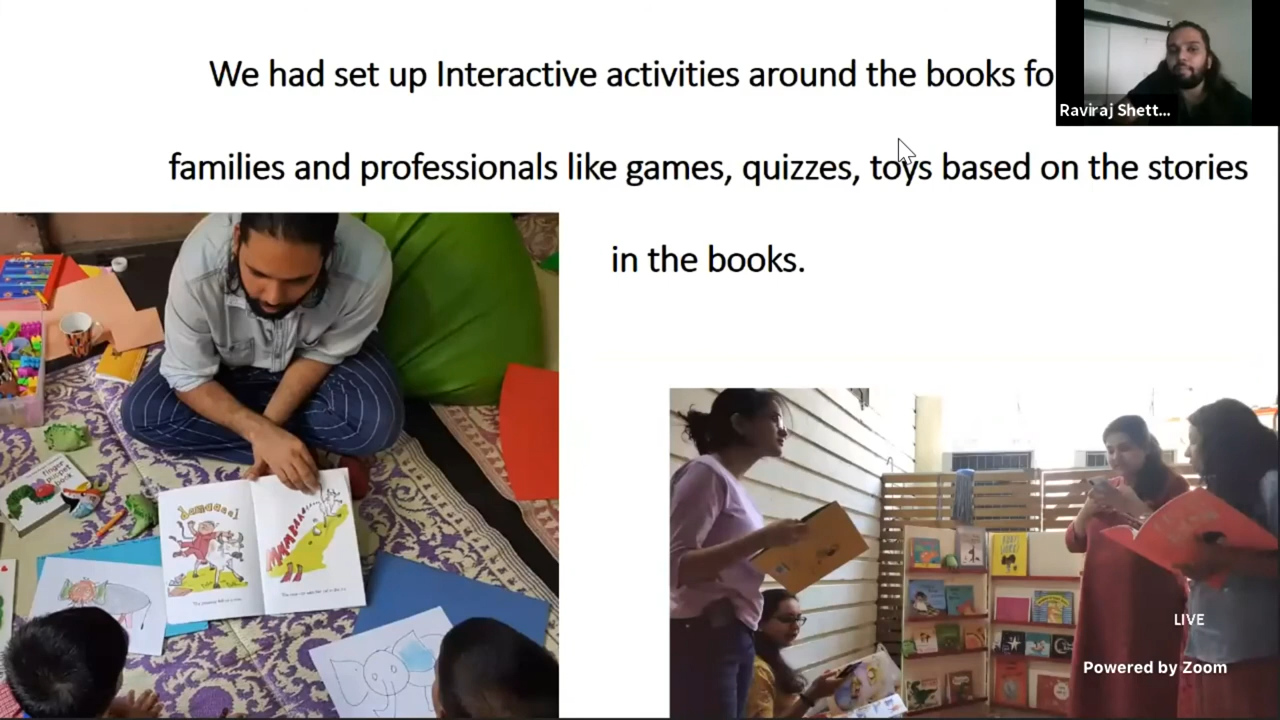 We had set up Interactive activities around the books fo
Raviraj Shett...
families and professionals like games, quizzes, toys based on the stories
in the books.
damaaal
LIVE
Powered by Zoom